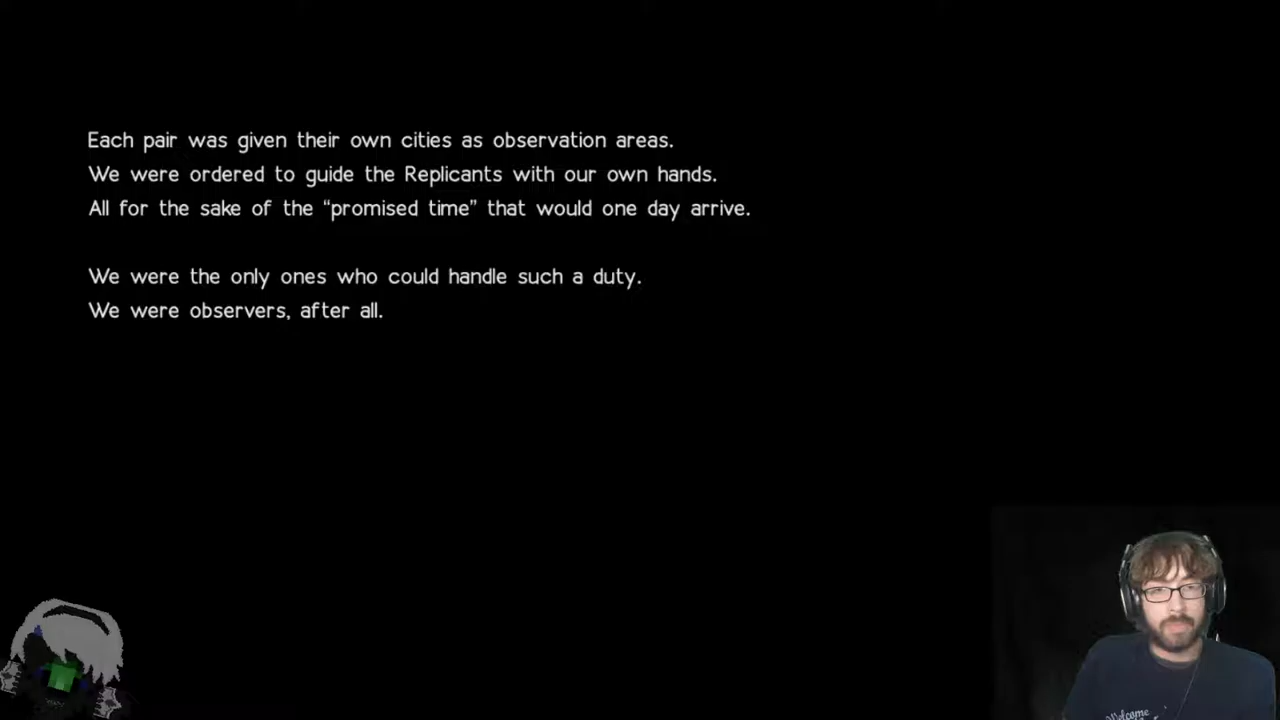 Each pair was given their own cities as observation areas.
We were ordered to guide the Replicants with our own hands.
All for the sake of the “promised time” that would one day arrive.
We were the only ones who could handle such a duty.
We were observers, after all.
Welcome